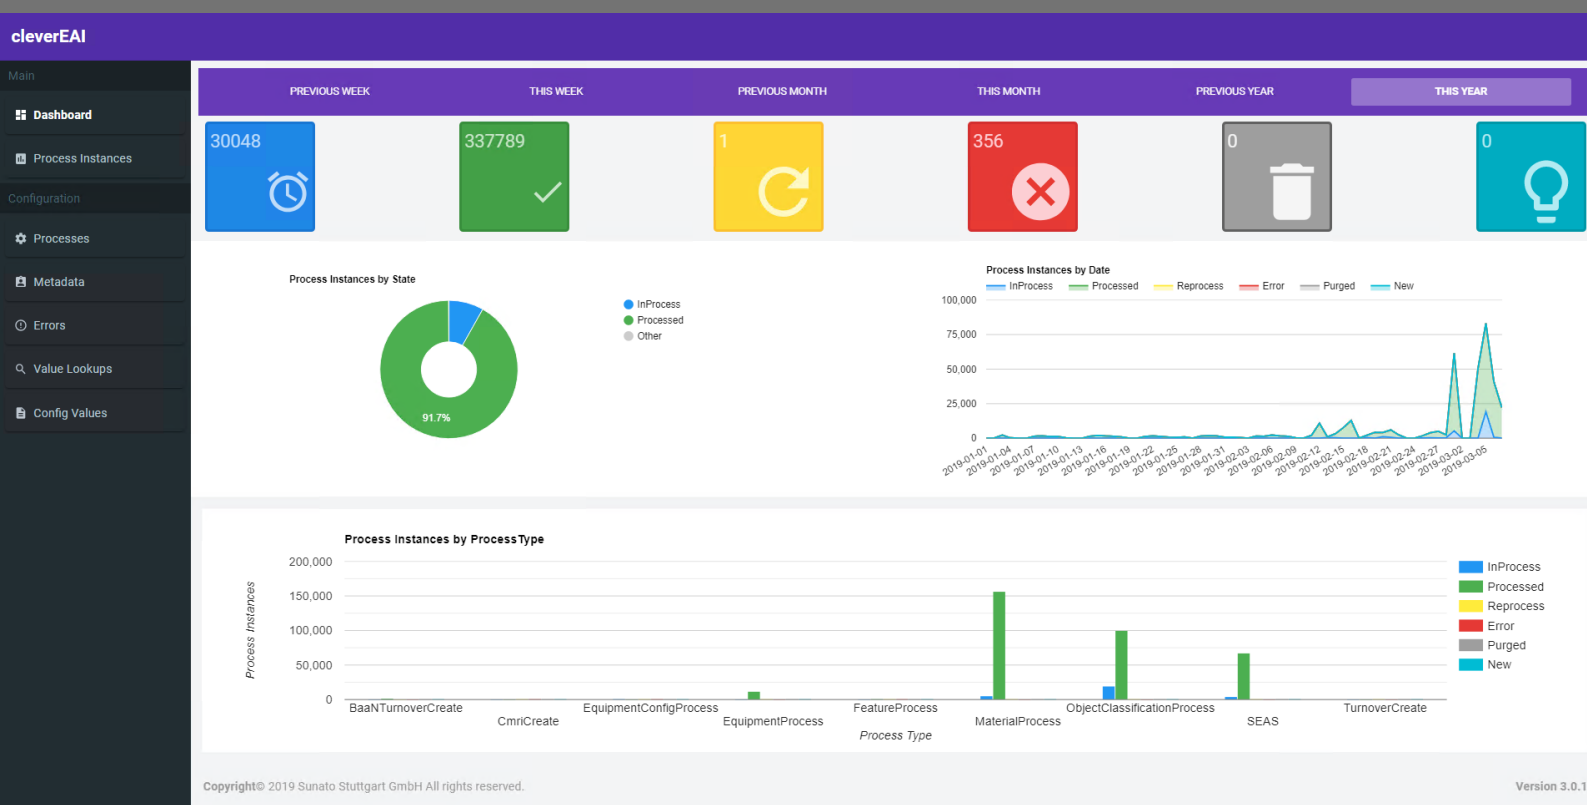 cleverEAI
Main
Dashboard
Process Instances
Configuration
Processes
Metadata
Errors
Value Lookups
Config Values
PREVIOUS WEEK THIS WEEK PREVIOUS MONTH THIS MONTH PREVIOUS YEAR THIS YEAR
30048 337789 1 356 0 0
Process Instances by State
InProcess
Processed
Other
91.7%
Process Instances by Date
InProcess Processed Reprocess Error Purged New
100,000
75,000
50,000
25,000
0
2019-01-01 2019-01-04 2019-01-07 2019-01-10 2019-01-13 2019-01-16 2019-01-19 2019-01-22 2019-01-25 2019-01-28 2019-01-31 2019-02-03 2019-02-06 2019-02-09 2019-02-12 2019-02-15 2019-02-18 2019-02-21 2019-02-24 2019-02-27 2019-03-02 2019-03-05
Process Instances by ProcessType
200,000
150,000
100,000
50,000
0
Process Instances
BaaNTurnoverCreate CmriCreate EquipmentConfigProcess EquipmentProcess FeatureProcess MaterialProcess ObjectClassificationProcess SEAS TurnoverCreate
Process Type
InProcess
Processed
Reprocess
Error
Purged
New
Copyright© 2019 Sunato Stuttgart GmbH All rights reserved. Version 3.0.1